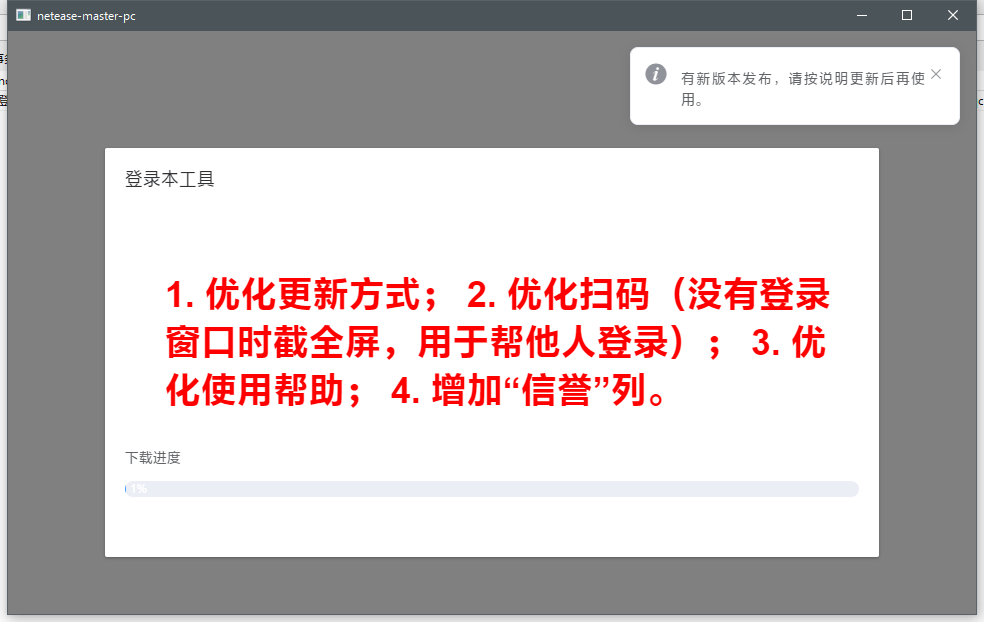 netease-master-pc
有新版本发布，请按说明更新后再使
用。
登录本工具
1. 优化更新方式； 2. 优化扫码（没有登录
窗口时截全屏，用于帮他人登录）； 3. 优
化使用帮助； 4. 增加“信誉”列。
下载进度
1%